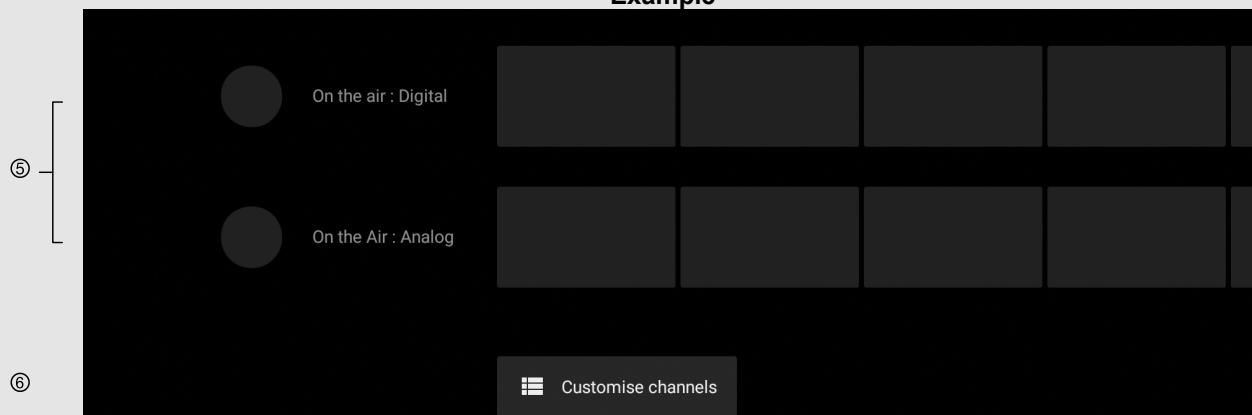 Example
On the air : Digital
⑤
On the Air : Analog
⑥
Customise channels